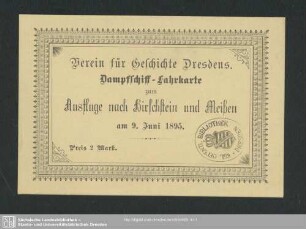 Verein für Geschichte Dresdens.
Dampfschiff-Fahrkarte
zum
Ausfluge nach Hirschstein und Meißen
am 9. Juni 1895.
Preis 2 Mark.